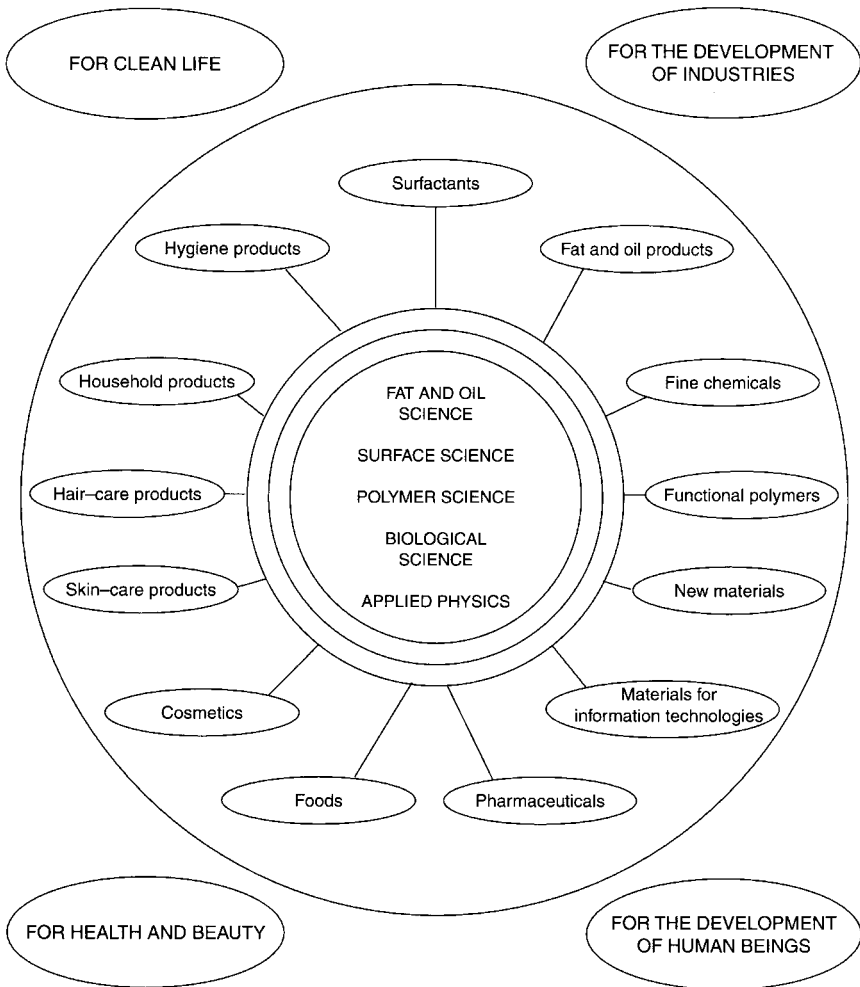 FOR CLEAN LIFE
FOR THE DEVELOPMENT
OF INDUSTRIES
Surfactants
Hygiene products
Fat and oil products
Household products
Fine chemicals
FAT AND OIL
SCIENCE
SURFACE SCIENCE
POLYMER SCIENCE
BIOLOGICAL
SCIENCE
APPLIED PHYSICS
Hair–care products
Functional polymers
Skin–care products
New materials
Cosmetics
Materials for
information technologies
Foods
Pharmaceuticals
FOR HEALTH AND BEAUTY
FOR THE DEVELOPMENT
OF HUMAN BEINGS